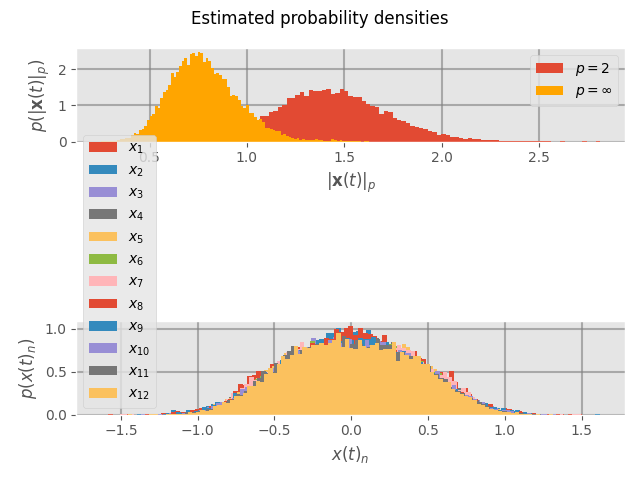 Estimated probability densities
p(|x(t)|ₚ)
2
1
0
p = 2
p = ∞
0.5
1.0
1.5
2.0
2.5
|x(t)|ₚ
x₁
x₂
x₃
x₄
x₅
x₆
x₇
x₈
x₉
x₁₀
x₁₁
x₁₂
p(x(t)ₙ)
1.0
0.5
0.0
−1.5
−1.0
−0.5
0.0
0.5
1.0
1.5
x(t)ₙ